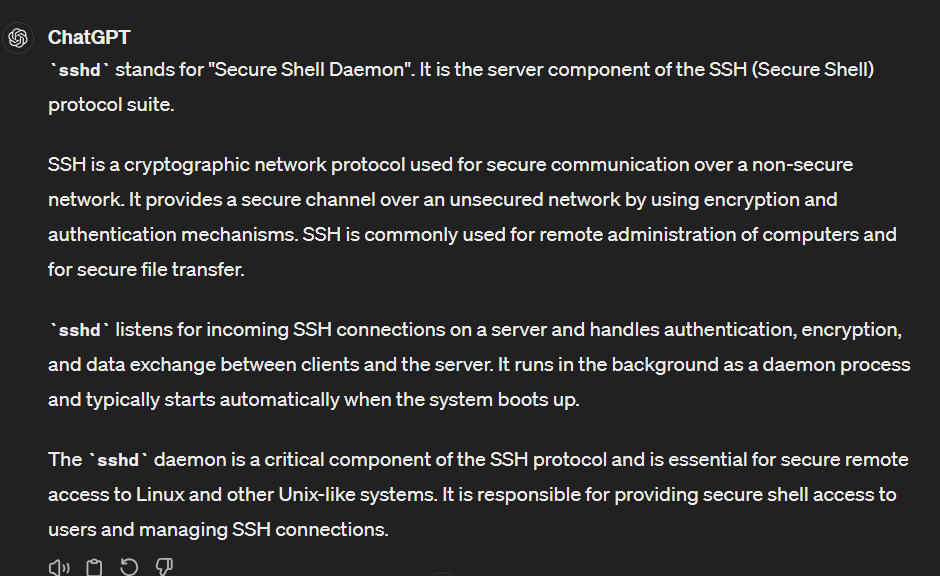 ChatGPT
`sshd` stands for "Secure Shell Daemon". It is the server component of the SSH (Secure Shell)
protocol suite.
SSH is a cryptographic network protocol used for secure communication over a non-secure
network. It provides a secure channel over an unsecured network by using encryption and
authentication mechanisms. SSH is commonly used for remote administration of computers and
for secure file transfer.
`sshd` listens for incoming SSH connections on a server and handles authentication, encryption,
and data exchange between clients and the server. It runs in the background as a daemon process
and typically starts automatically when the system boots up.
The `sshd` daemon is a critical component of the SSH protocol and is essential for secure remote
access to Linux and other Unix-like systems. It is responsible for providing secure shell access to
users and managing SSH connections.